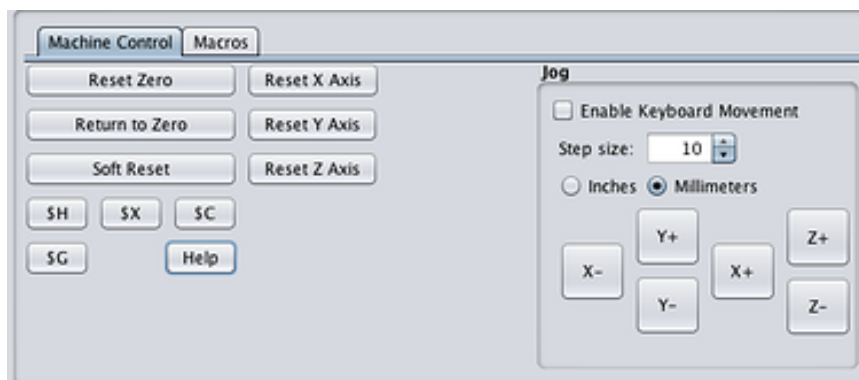 Machine Control Macros
Reset Zero Reset X Axis
Return to Zero Reset Y Axis
Soft Reset Reset Z Axis
$H $X $C
$G Help
Jog
Enable Keyboard Movement
Step size: 10
Inches Millimeters
X- Y+ X+ Z+
Y- Z-